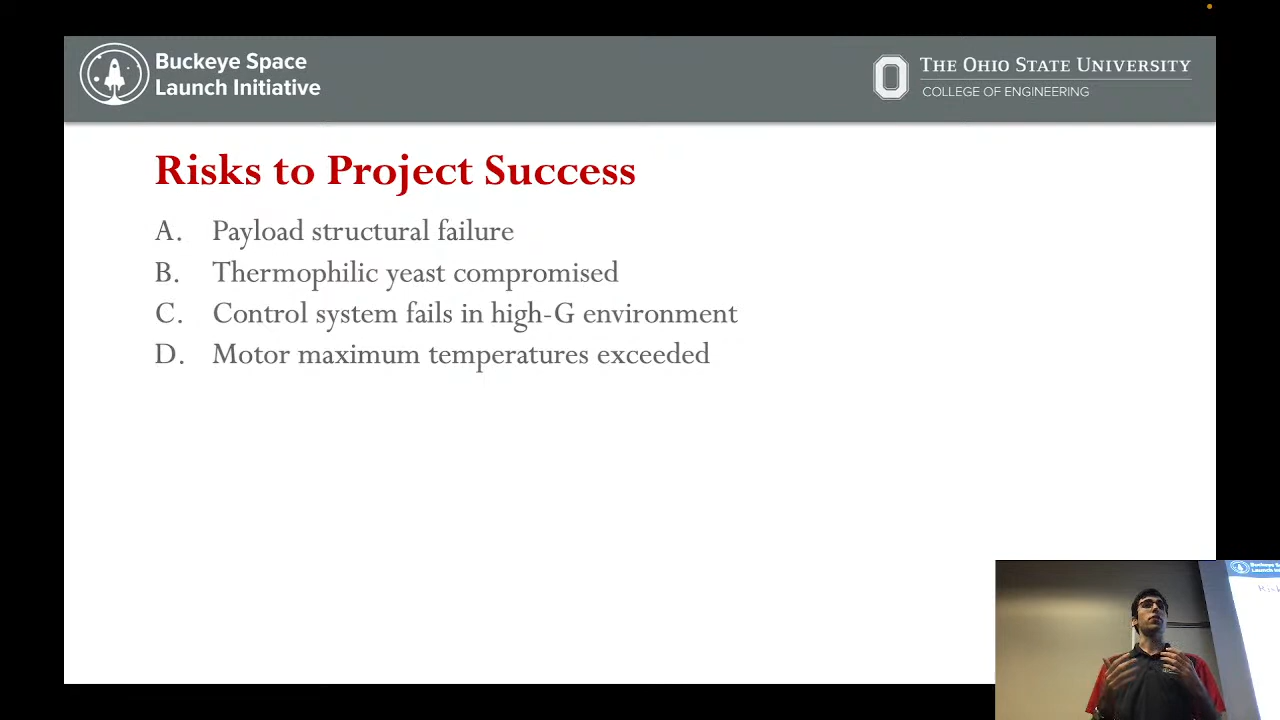 Buckeye Space
Launch Initiative
THE OHIO STATE UNIVERSITY
COLLEGE OF ENGINEERING
Risks to Project Success
A. Payload structural failure
B. Thermophilic yeast compromised
C. Control system fails in high-G environment
D. Motor maximum temperatures exceeded